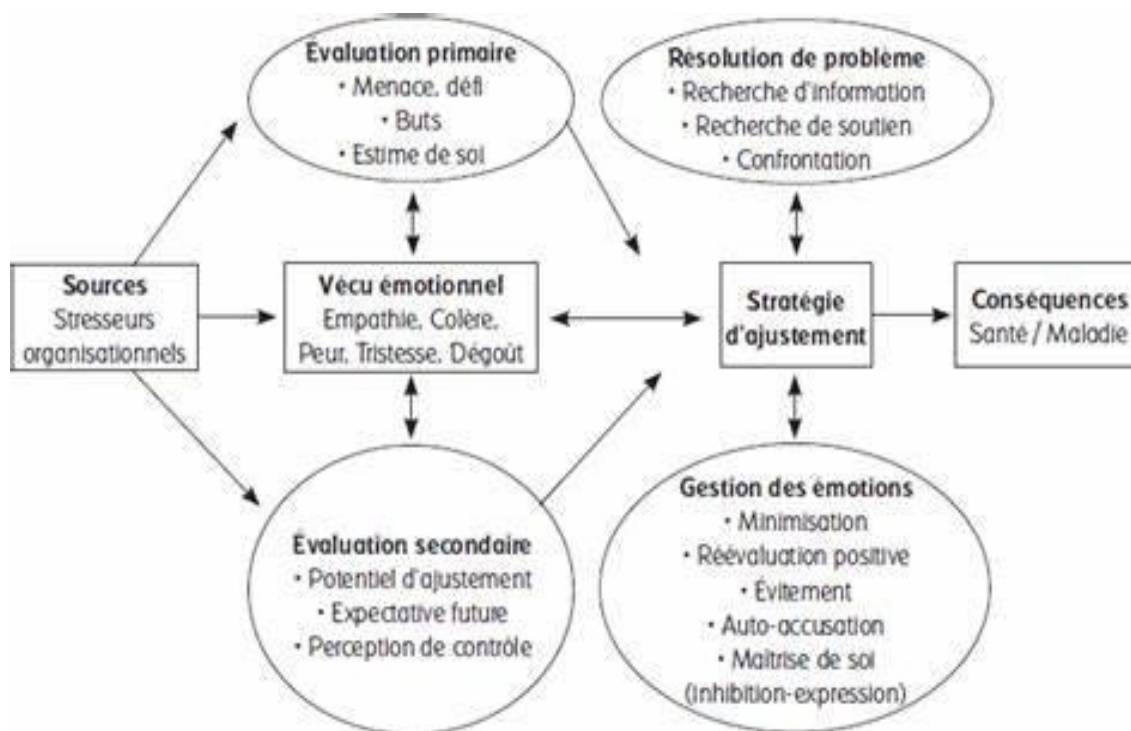 Évaluation primaire
• Menace, défi
• Buts
• Estime de soi
Résolution de problème
• Recherche d'information
• Recherche de soutien
• Confrontation
Sources
Stresseurs
organisationnels
Vécu émotionnel
Empathie, Colère,
Peur, Tristesse, Dégoût
Stratégie
d'ajustement
Conséquences
Santé / Maladie
Évaluation secondaire
• Potentiel d'ajustement
• Expectative future
• Perception de contrôle
Gestion des émotions
• Minimisation
• Réévaluation positive
• Évitement
• Auto-accusation
• Maîtrise de soi
(inhibition-expression)